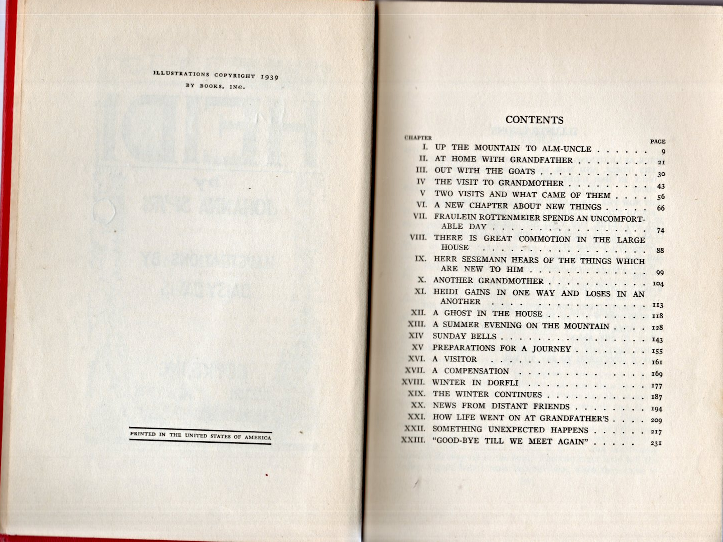 ILLUSTRATIONS COPYRIGHT 1939
BY BOOKS, INC.
PRINTED IN THE UNITED STATES OF AMERICA
CONTENTS
CHAPTER PAGE
I. UP THE MOUNTAIN TO ALM-UNCLE . . . . . . 9
II. AT HOME WITH GRANDFATHER . . . . . . . . 21
III. OUT WITH THE GOATS . . . . . . . . . . . 30
IV THE VISIT TO GRANDMOTHER . . . . . . . . 43
V TWO VISITS AND WHAT CAME OF THEM . . . . 56
VI. A NEW CHAPTER ABOUT NEW THINGS . . . . . 66
VII. FRAULEIN ROTTENMEIER SPENDS AN UNCOMFORT-
ABLE DAY . . . . . . . . . . . . . . . . 74
VIII. THERE IS GREAT COMMOTION IN THE LARGE
HOUSE . . . . . . . . . . . . . . . . . 88
IX. HERR SESEMANN HEARS OF THE THINGS WHICH
ARE NEW TO HIM . . . . . . . . . . . . . 99
X. ANOTHER GRANDMOTHER . . . . . . . . . . 104
XI. HEIDI GAINS IN ONE WAY AND LOSES IN AN
ANOTHER . . . . . . . . . . . . . . . . 113
XII. A GHOST IN THE HOUSE . . . . . . . . . . 118
XIII. A SUMMER EVENING ON THE MOUNTAIN . . . . 128
XIV SUNDAY BELLS . . . . . . . . . . . . . . 143
XV PREPARATIONS FOR A JOURNEY . . . . . . . 155
XVI. A VISITOR . . . . . . . . . . . . . . . 161
XVII. A COMPENSATION . . . . . . . . . . . . . 169
XVIII. WINTER IN DORFLI . . . . . . . . . . . . 177
XIX. THE WINTER CONTINUES . . . . . . . . . . 187
XX. NEWS FROM DISTANT FRIENDS . . . . . . . 194
XXI. HOW LIFE WENT ON AT GRANDFATHER'S . . . . 209
XXII. SOMETHING UNEXPECTED HAPPENS . . . . . . 217
XXIII. "GOOD-BYE TILL WE MEET AGAIN" . . . . . 231